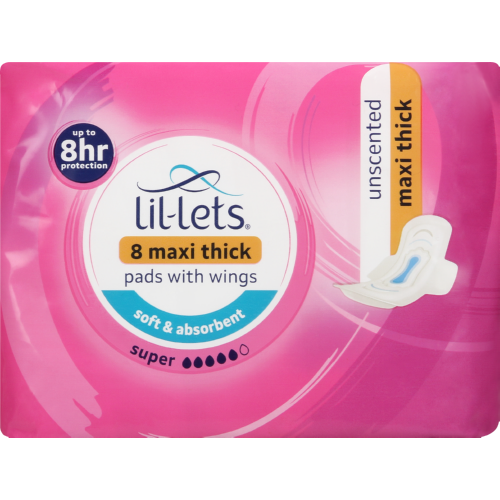 up to
8hr
protection
lil-lets®
8 maxi thick
pads with wings
soft & absorbent
super
unscented
maxi thick